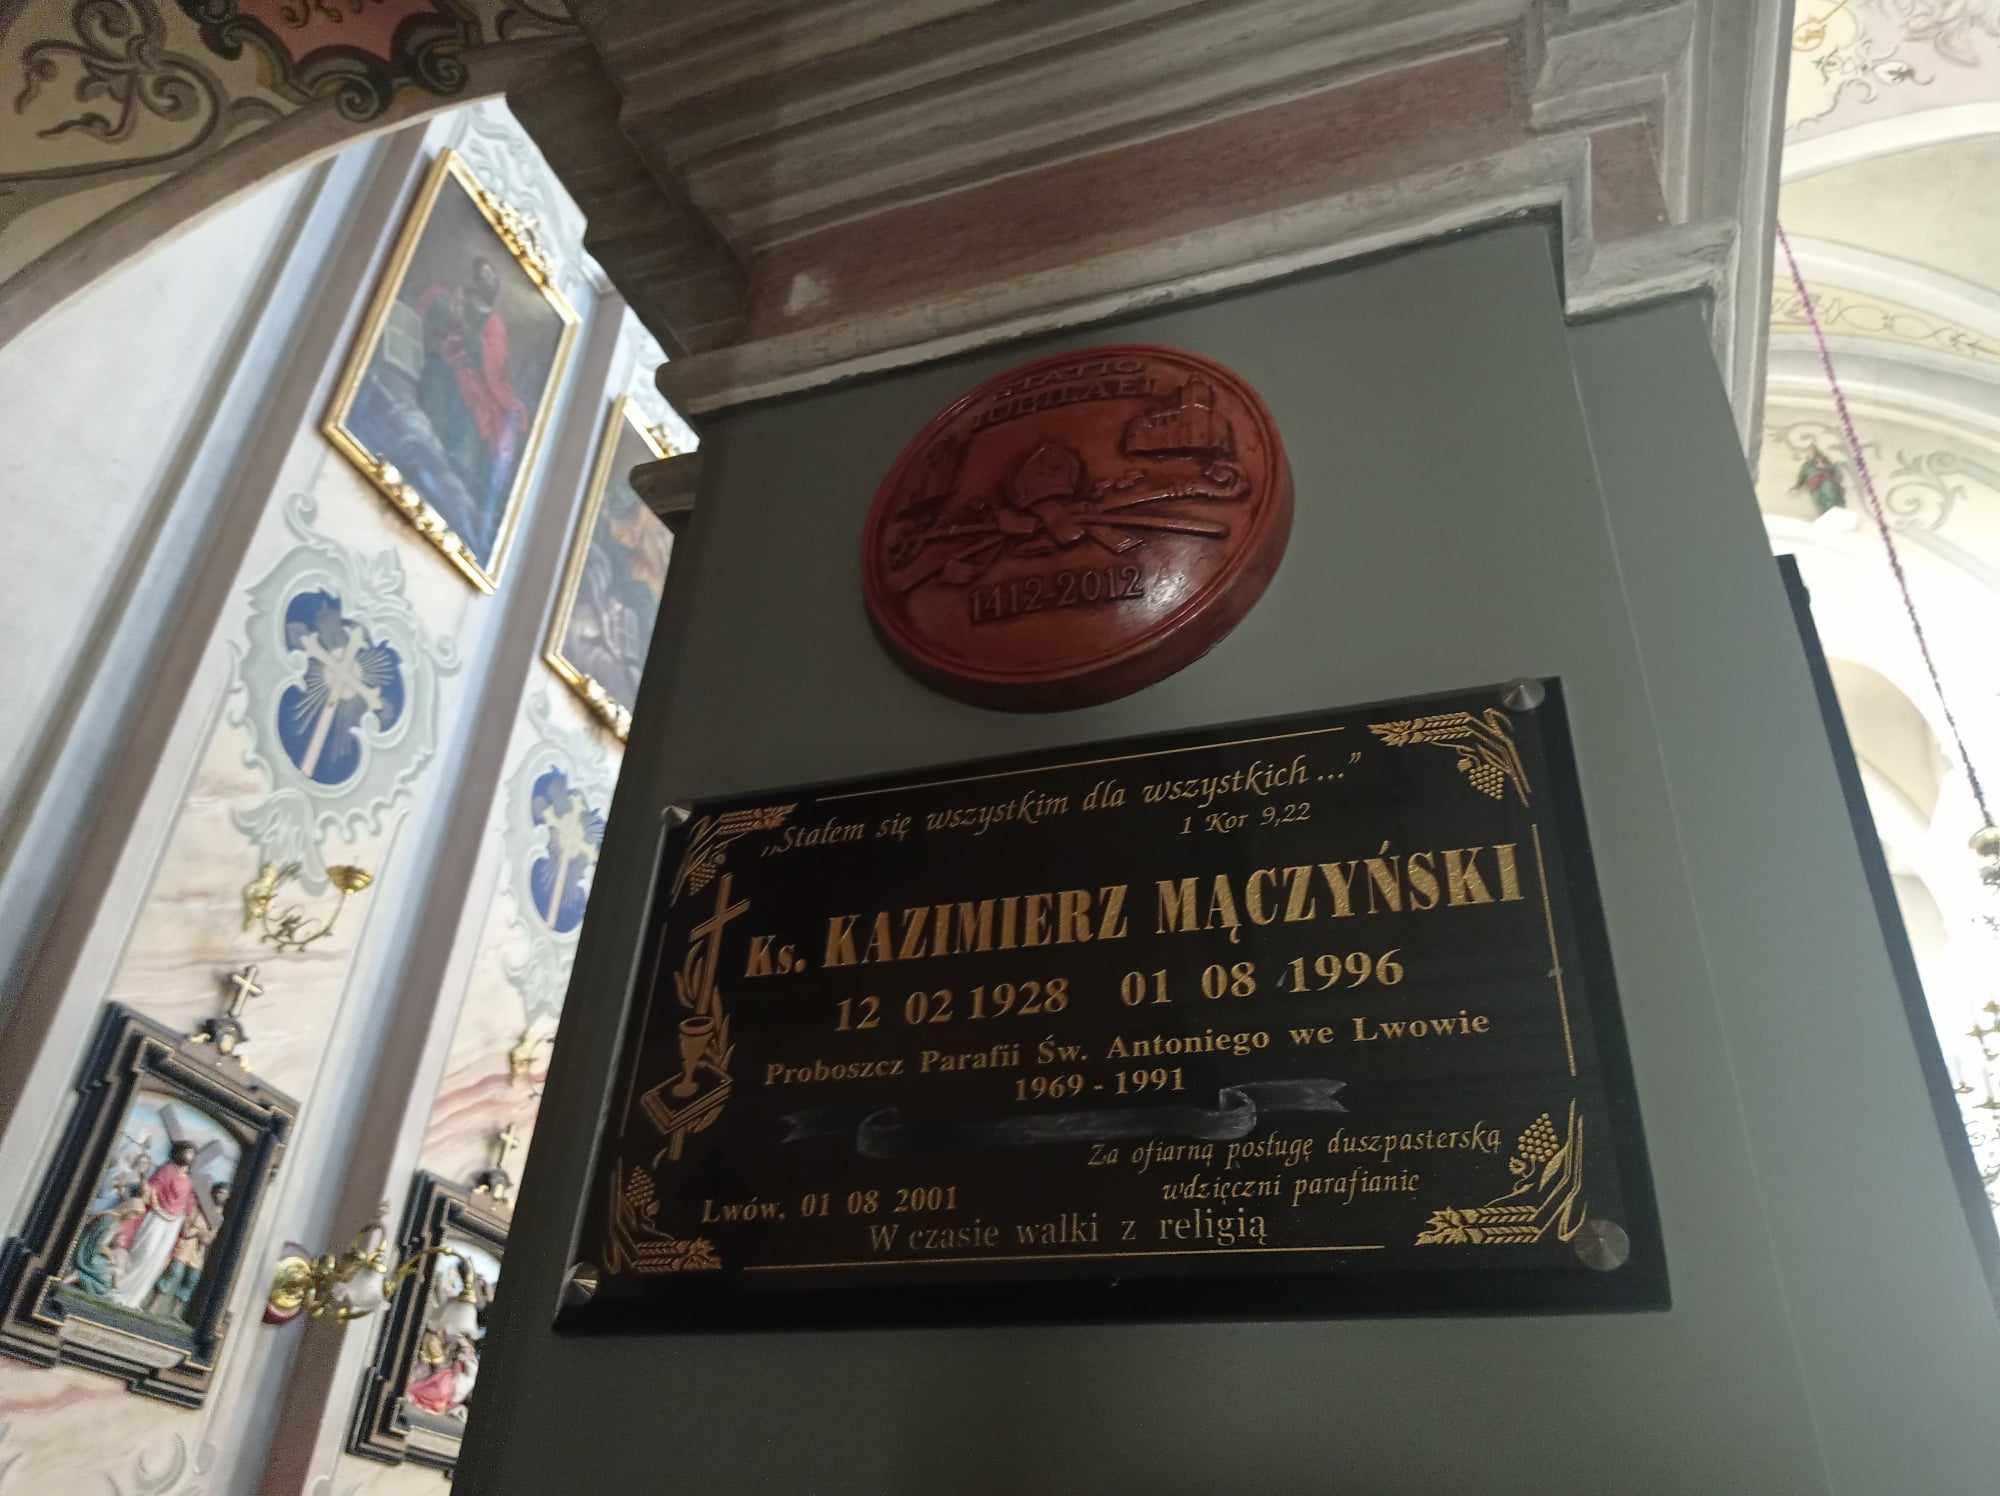 STATIO
IUBILAEI
1412-2012
„Stałem się wszystkim dla wszystkich..."
1 Kor 9,22
Ks. KAZIMIERZ MĄCZYŃSKI
12 02 1928 01 08 1996
Proboszcz Parafii Św. Antoniego we Lwowie
1969 - 1991
Za ofiarną posługę duszpasterską
wdzięczni parafianie
Lwów, 01 08 2001
W czasie walki z religią